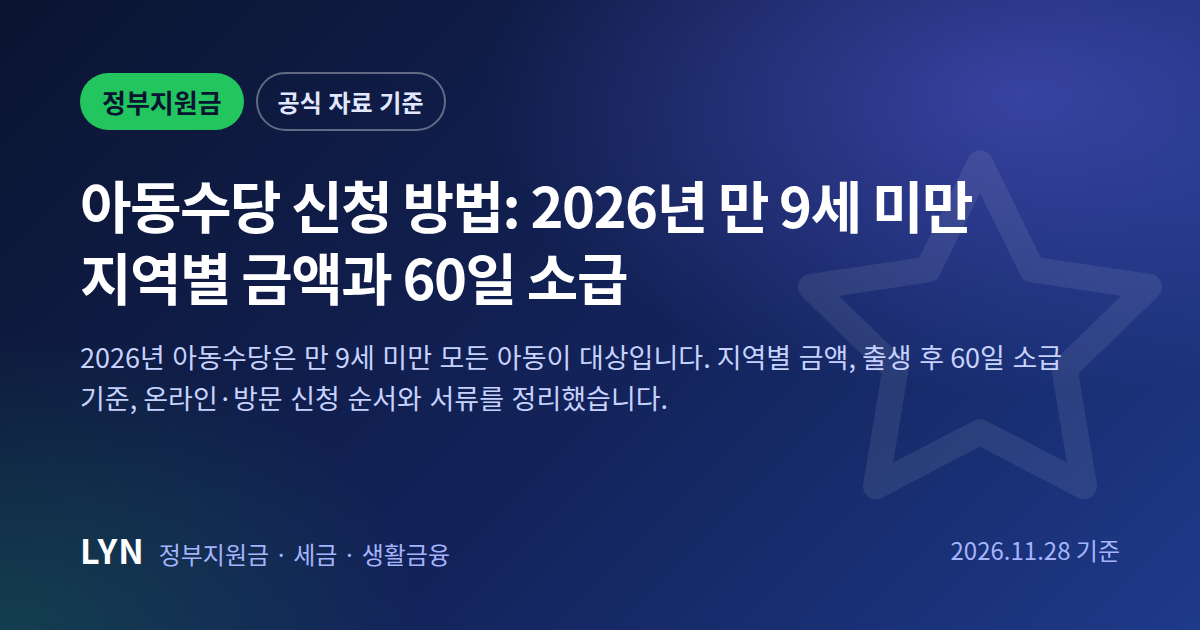 정부지원금
공식 자료 기준
아동수당 신청 방법: 2026년 만 9세 미만
지역별 금액과 60일 소급
2026년 아동수당은 만 9세 미만 모든 아동이 대상입니다. 지역별 금액, 출생 후 60일 소급
기준, 온라인·방문 신청 순서와 서류를 정리했습니다.
LYN 정부지원금 · 세금 · 생활금융
2026.11.28 기준